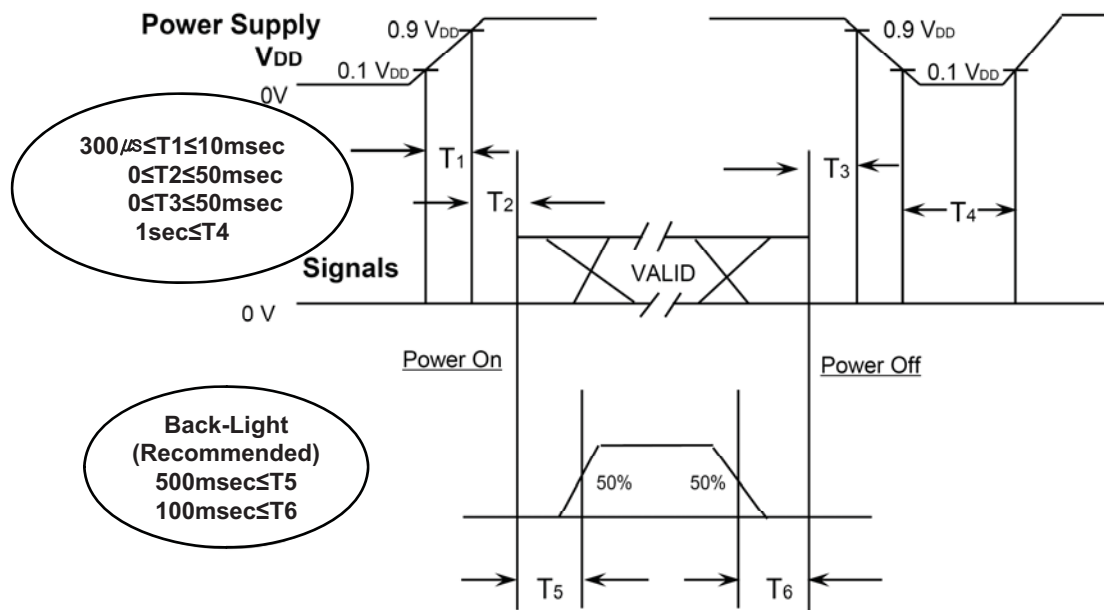 Power Supply
VDD
0.9 VDD
0.1 VDD
0V
0.9 VDD
0.1 VDD
300㎲≤T1≤10msec
0≤T2≤50msec
0≤T3≤50msec
1sec≤T4
T1
T2
T3
T4
Signals
VALID
0 V
Power On
Power Off
Back-Light
(Recommended)
500msec≤T5
100msec≤T6
50%
50%
T5
T6